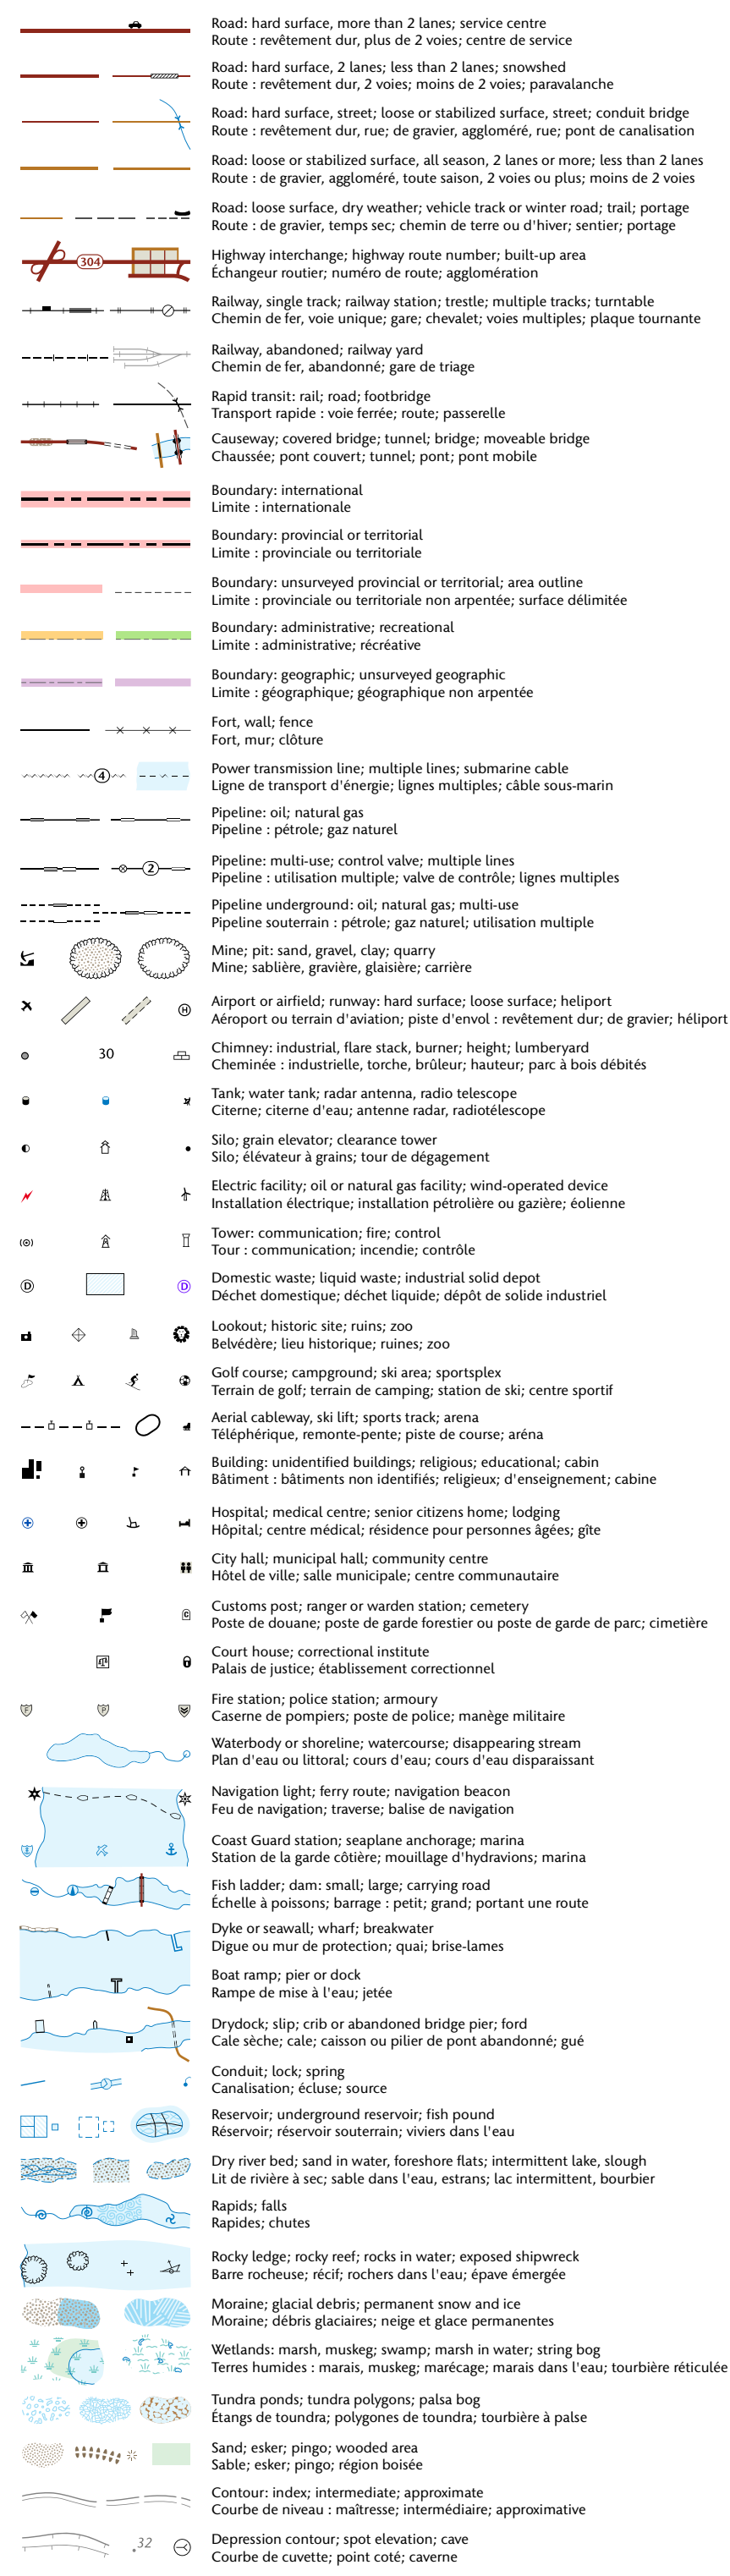 Road: hard surface, more than 2 lanes; service centre
Route : revêtement dur, plus de 2 voies; centre de service
Road: hard surface, 2 lanes; less than 2 lanes; snowshed
Route : revêtement dur, 2 voies; moins de 2 voies; paravalanche
Road: hard surface, street; loose or stabilized surface, street; conduit bridge
Route : revêtement dur, rue; de gravier, aggloméré, rue; pont de canalisation
Road: loose or stabilized surface, all season, 2 lanes or more; less than 2 lanes
Route : de gravier, aggloméré, toute saison, 2 voies ou plus; moins de 2 voies
Road: loose surface, dry weather; vehicle track or winter road; trail; portage
Route : de gravier, temps sec; chemin de terre ou d'hiver; sentier; portage
304
Highway interchange; highway route number; built-up area
Échangeur routier; numéro de route; agglomération
Railway, single track; railway station; trestle; multiple tracks; turntable
Chemin de fer, voie unique; gare; chevalet; voies multiples; plaque tournante
Railway, abandoned; railway yard
Chemin de fer, abandonné; gare de triage
Rapid transit: rail; road; footbridge
Transport rapide : voie ferrée; route; passerelle
Causeway; covered bridge; tunnel; bridge; moveable bridge
Chaussée; pont couvert; tunnel; pont; pont mobile
Boundary: international
Limite : internationale
Boundary: provincial or territorial
Limite : provinciale ou territoriale
Boundary: unsurveyed provincial or territorial; area outline
Limite : provinciale ou territoriale non arpentée; surface délimitée
Boundary: administrative; recreational
Limite : administrative; récréative
Boundary: geographic; unsurveyed geographic
Limite : géographique; géographique non arpentée
Fort, wall; fence
Fort, mur; clôture
4
Power transmission line; multiple lines; submarine cable
Ligne de transport d'énergie; lignes multiples; câble sous-marin
Pipeline: oil; natural gas
Pipeline : pétrole; gaz naturel
2
Pipeline: multi-use; control valve; multiple lines
Pipeline : utilisation multiple; valve de contrôle; lignes multiples
Pipeline underground: oil; natural gas; multi-use
Pipeline souterrain : pétrole; gaz naturel; utilisation multiple
Mine; pit: sand, gravel, clay; quarry
Mine; sablière, gravière, glaisière; carrière
H
Airport or airfield; runway: hard surface; loose surface; heliport
Aéroport ou terrain d'aviation; piste d'envol : revêtement dur; de gravier; héliport
30
Chimney: industrial, flare stack, burner; height; lumberyard
Cheminée : industrielle, torche, brûleur; hauteur; parc à bois débités
Tank; water tank; radar antenna, radio telescope
Citerne; citerne d'eau; antenne radar, radiotélescope
Silo; grain elevator; clearance tower
Silo; élévateur à grains; tour de dégagement
Electric facility; oil or natural gas facility; wind-operated device
Installation électrique; installation pétrolière ou gazière; éolienne
Tower: communication; fire; control
Tour : communication; incendie; contrôle
D D
Domestic waste; liquid waste; industrial solid depot
Déchet domestique; déchet liquide; dépôt de solide industriel
Lookout; historic site; ruins; zoo
Belvédère; lieu historique; ruines; zoo
Golf course; campground; ski area; sportsplex
Terrain de golf; terrain de camping; station de ski; centre sportif
Aerial cableway, ski lift; sports track; arena
Téléphérique, remonte-pente; piste de course; aréna
Building: unidentified buildings; religious; educational; cabin
Bâtiment : bâtiments non identifiés; religieux; d'enseignement; cabine
Hospital; medical centre; senior citizens home; lodging
Hôpital; centre médical; résidence pour personnes âgées; gîte
City hall; municipal hall; community centre
Hôtel de ville; salle municipale; centre communautaire
C
Customs post; ranger or warden station; cemetery
Poste de douane; poste de garde forestier ou poste de garde de parc; cimetière
Court house; correctional institute
Palais de justice; établissement correctionnel
F P
Fire station; police station; armoury
Caserne de pompiers; poste de police; manège militaire
Waterbody or shoreline; watercourse; disappearing stream
Plan d'eau ou littoral; cours d'eau; cours d'eau disparaissant
Navigation light; ferry route; navigation beacon
Feu de navigation; traverse; balise de navigation
Coast Guard station; seaplane anchorage; marina
Station de la garde côtière; mouillage d'hydravions; marina
Fish ladder; dam: small; large; carrying road
Échelle à poissons; barrage : petit; grand; portant une route
Dyke or seawall; wharf; breakwater
Digue ou mur de protection; quai; brise-lames
Boat ramp; pier or dock
Rampe de mise à l'eau; jetée
Drydock; slip; crib or abandoned bridge pier; ford
Cale sèche; cale; caisson ou pilier de pont abandonné; gué
Conduit; lock; spring
Canalisation; écluse; source
Reservoir; underground reservoir; fish pound
Réservoir; réservoir souterrain; viviers dans l'eau
Dry river bed; sand in water, foreshore flats; intermittent lake, slough
Lit de rivière à sec; sable dans l'eau, estrans; lac intermittent, bourbier
Rapids; falls
Rapides; chutes
Rocky ledge; rocky reef; rocks in water; exposed shipwreck
Barre rocheuse; récif; rochers dans l'eau; épave émergée
Moraine; glacial debris; permanent snow and ice
Moraine; débris glaciaires; neige et glace permanentes
Wetlands: marsh, muskeg; swamp; marsh in water; string bog
Terres humides : marais, muskeg; marécage; marais dans l'eau; tourbière réticulée
Tundra ponds; tundra polygons; palsa bog
Étangs de toundra; polygones de toundra; tourbière à palse
Sand; esker; pingo; wooded area
Sable; esker; pingo; région boisée
Contour: index; intermediate; approximate
Courbe de niveau : maîtresse; intermédiaire; approximative
.32
Depression contour; spot elevation; cave
Courbe de cuvette; point coté; caverne